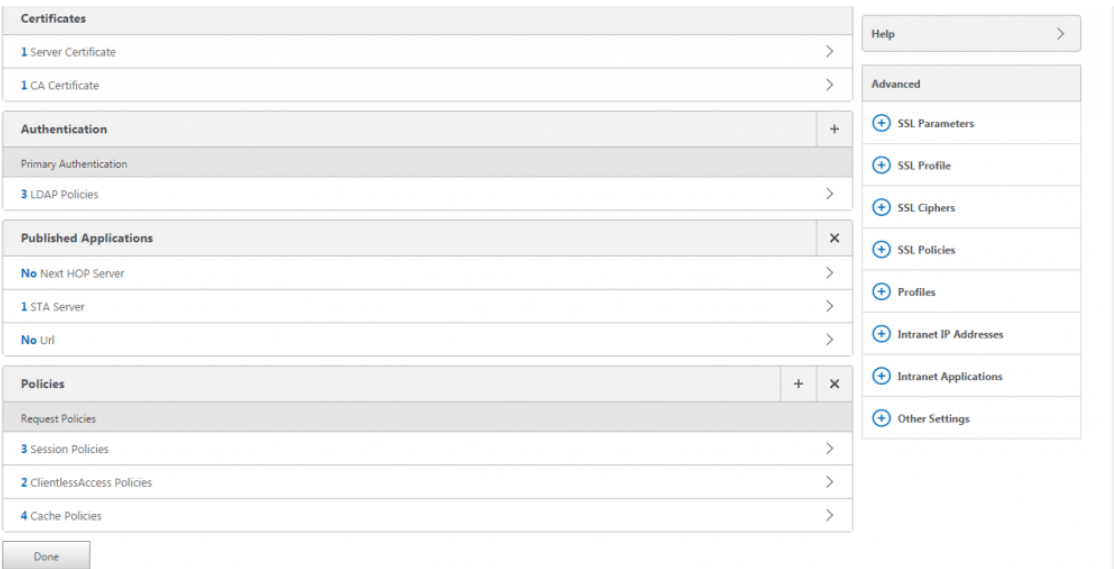 Certificates
1 Server Certificate
1 CA Certificate
Authentication
Primary Authentication
3 LDAP Policies
Published Applications
No Next HOP Server
1 STA Server
No Url
Policies
Request Policies
3 Session Policies
2 ClientlessAccess Policies
4 Cache Policies
Done
Help
Advanced
SSL Parameters
SSL Profile
SSL Ciphers
SSL Policies
Profiles
Intranet IP Addresses
Intranet Applications
Other Settings